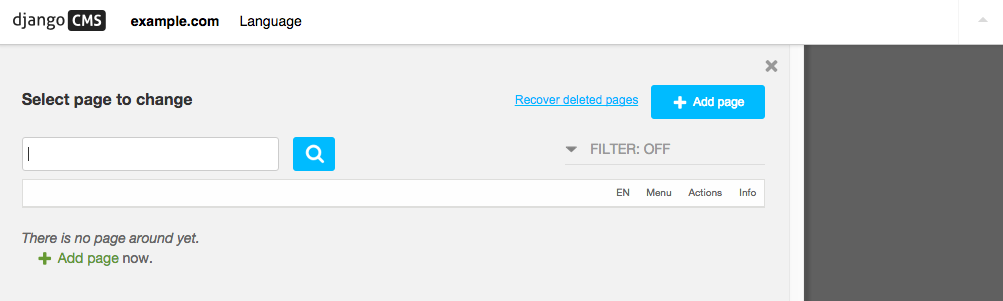 django CMS example.com Language
Select page to change Recover deleted pages Add page
FILTER: OFF
EN Menu Actions Info
There is no page around yet.
Add page now.